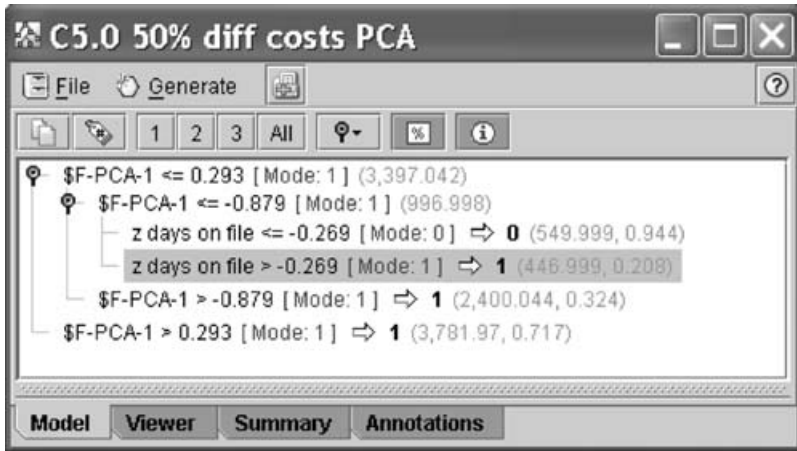 C5.0 50% diff costs PCA
File Generate
1 2 3 All % i ?
$F-PCA-1 <= 0.293 [ Mode: 1 ] (3,397.042)
$F-PCA-1 <= -0.879 [ Mode: 1 ] (996.998)
z days on file <= -0.269 [ Mode: 0 ] ⇨ 0 (549.999, 0.944)
z days on file > -0.269 [ Mode: 1 ] ⇨ 1 (446.999, 0.208)
$F-PCA-1 > -0.879 [ Mode: 1 ] ⇨ 1 (2,400.044, 0.324)
$F-PCA-1 > 0.293 [ Mode: 1 ] ⇨ 1 (3,781.97, 0.717)
Model Viewer Summary Annotations